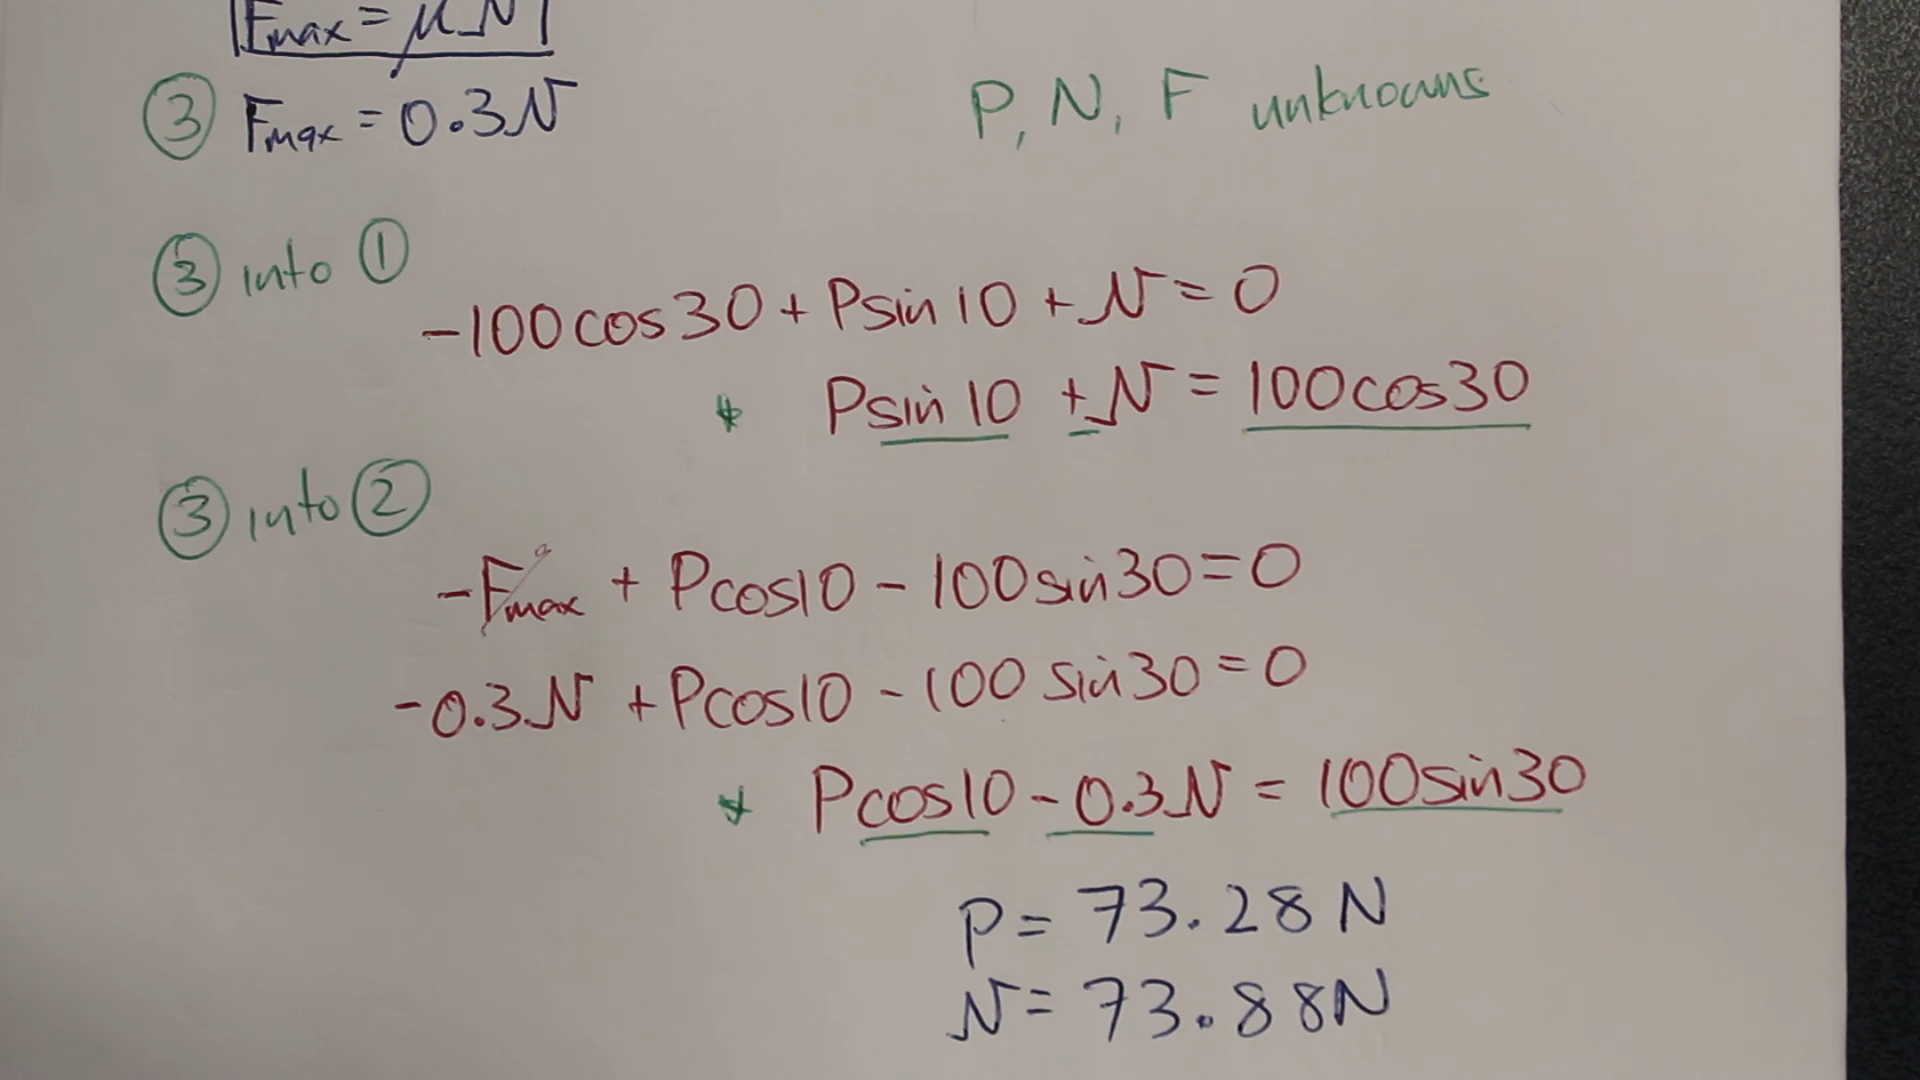 Fmax = μN
③ Fmax = 0.3N
P, N, F unknowns
③ into ①
-100cos30 + Psin10 + N = 0
* Psin10 + N = 100cos30
③ into ②
-Fmax + Pcos10 - 100sin30 = 0
-0.3N + Pcos10 - 100 sin30 = 0
* Pcos10 - 0.3N = 100sin30
P = 73.28N
N = 73.88N